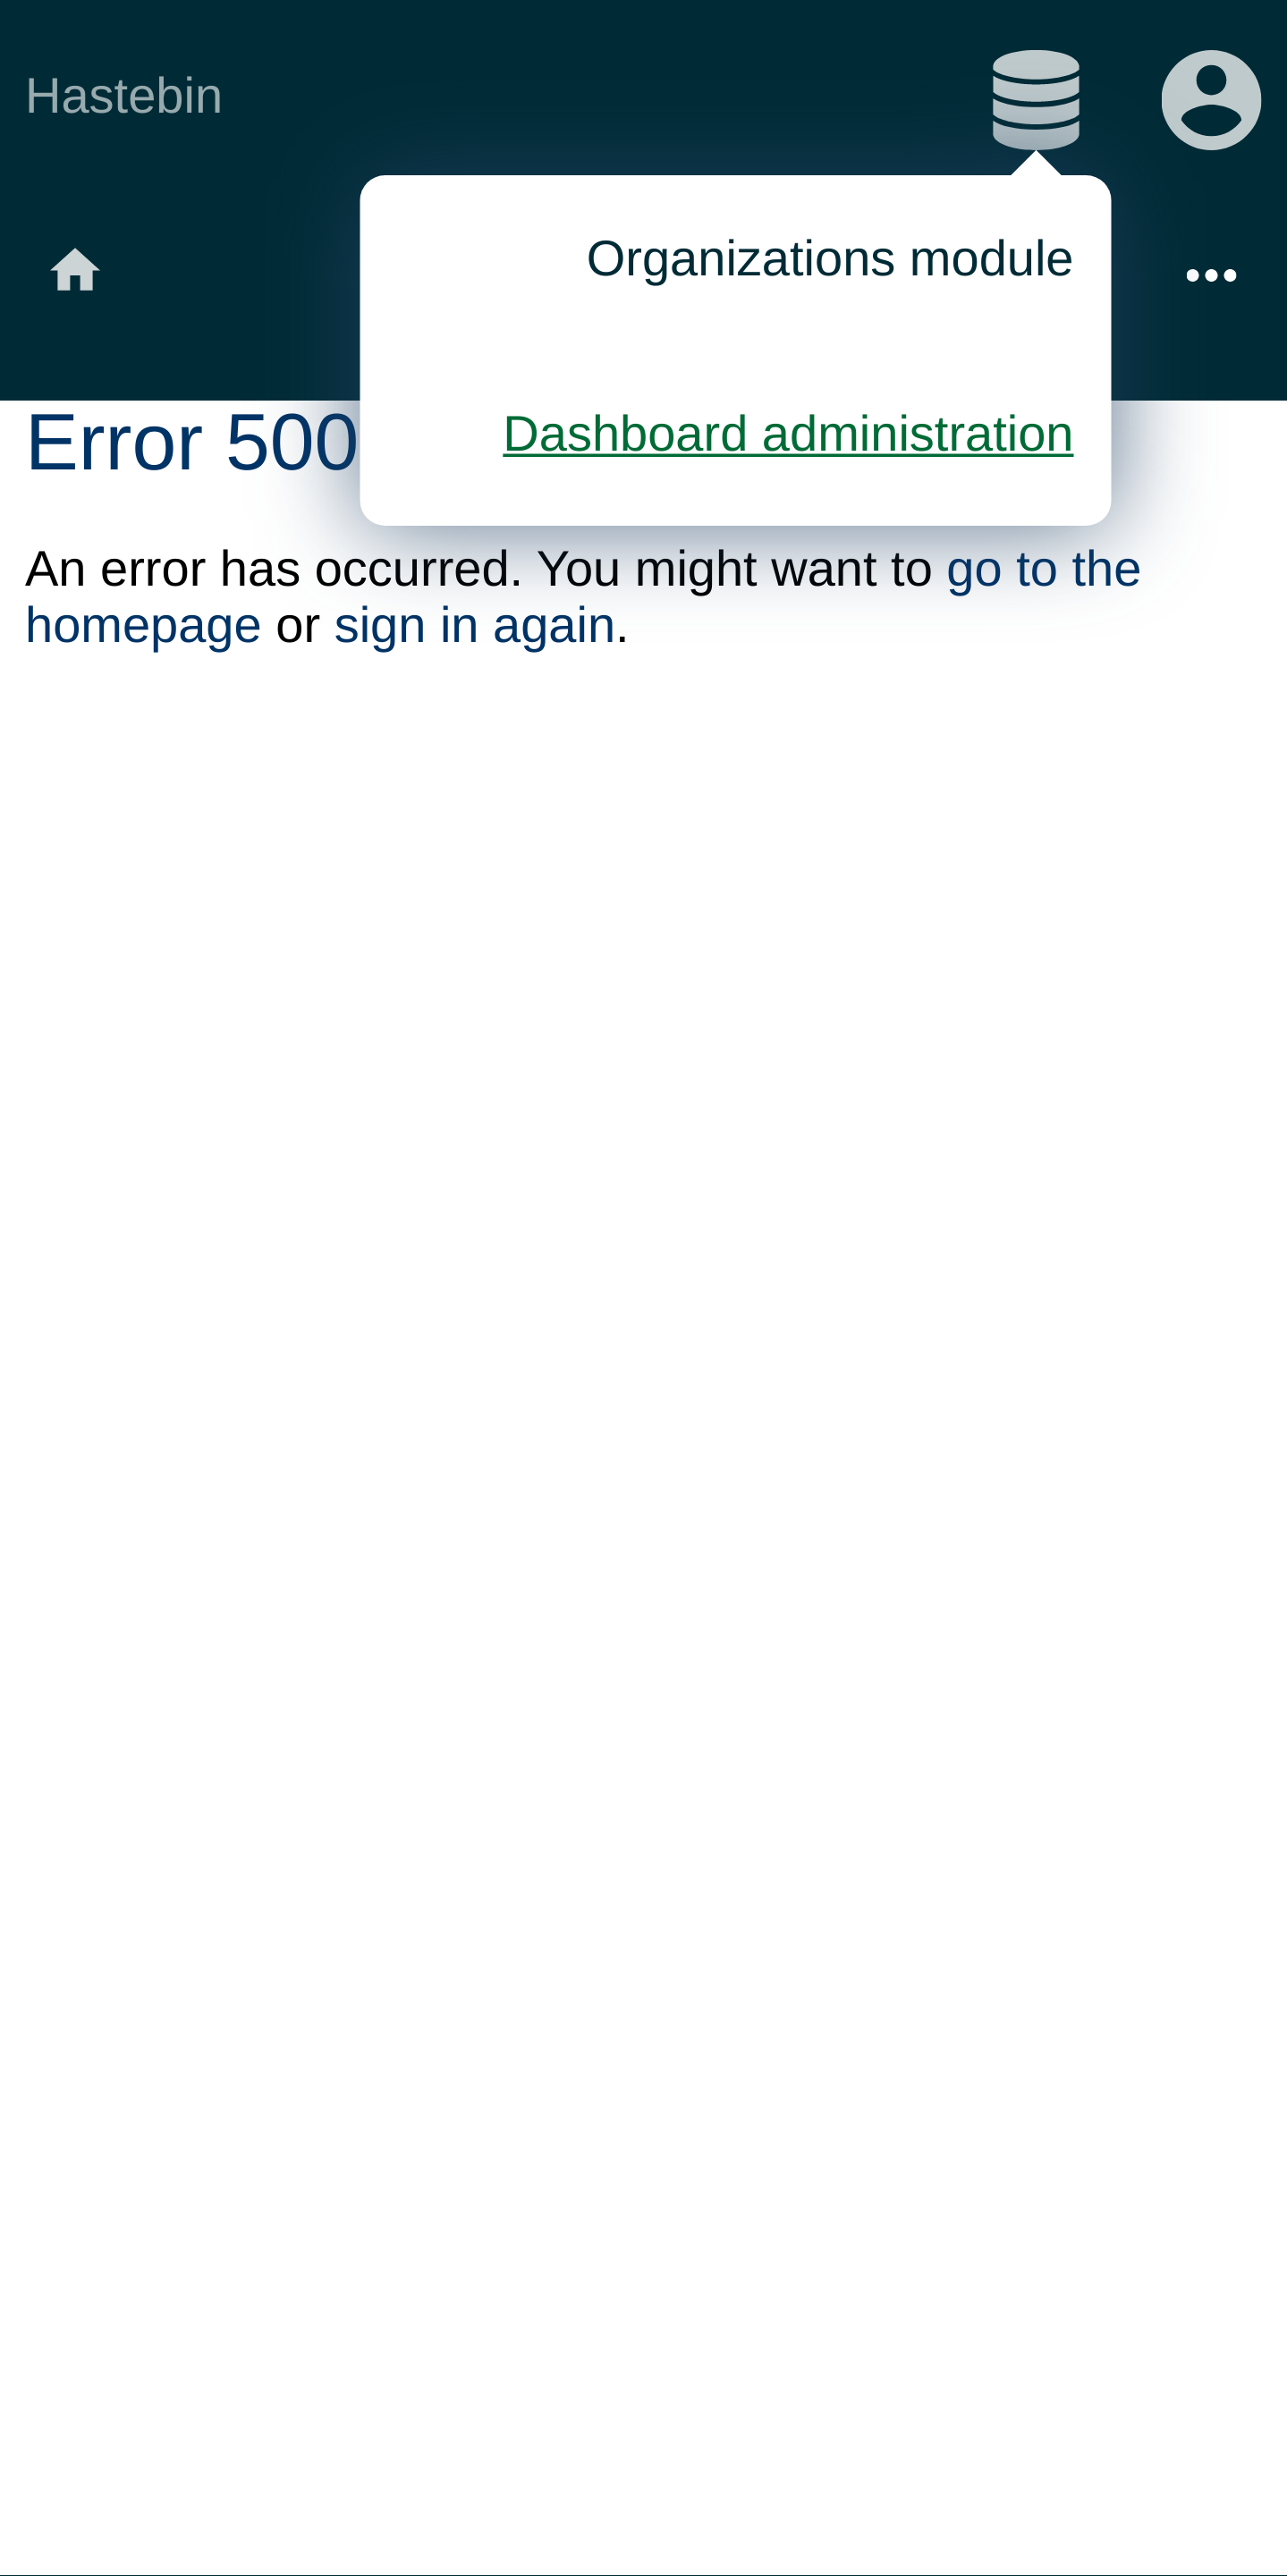 Hastebin
Organizations module
Dashboard administration
Error 500
An error has occurred. You might want to go to the
homepage or sign in again.